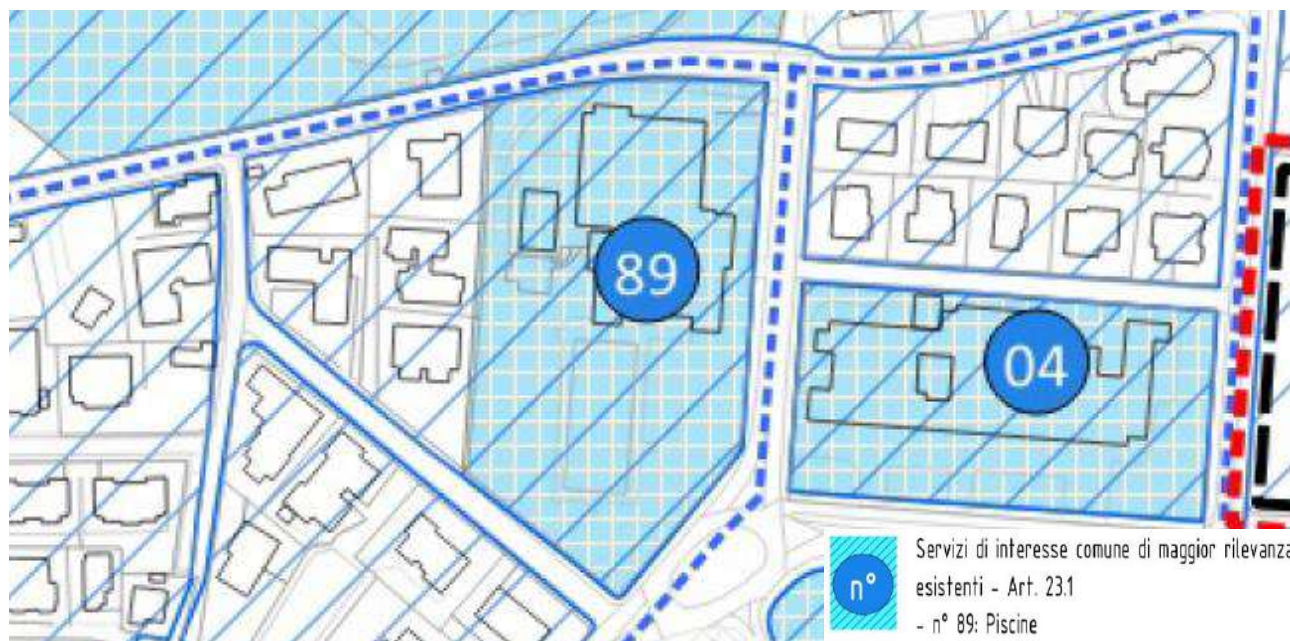 89
04
n°
Servizi di interesse comune di maggior rilevanza
esistenti - Art. 23.1
- n° 89: Piscine